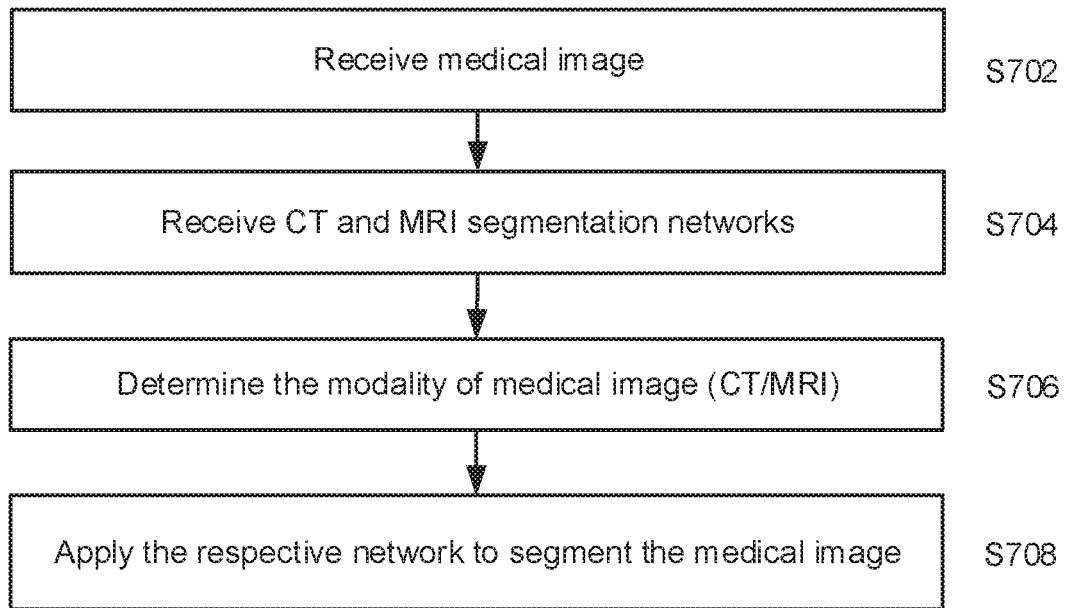 Receive medical image
S702
Receive CT and MRI segmentation networks
S704
Determine the modality of medical image (CT/MRI)
S706
Apply the respective network to segment the medical image
S708